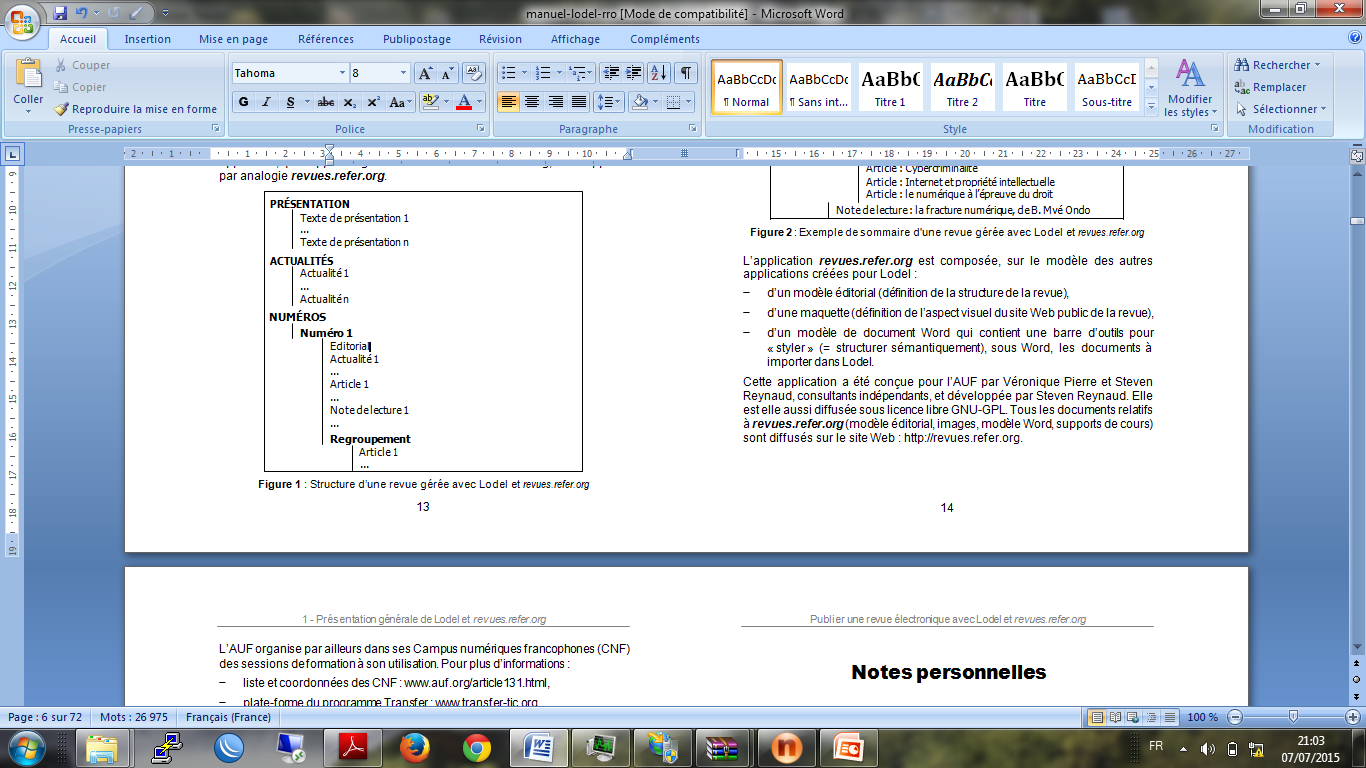 manuel-lodel-rro [Mode de compatibilité] - Microsoft Word
Accueil Insertion Mise en page Références Publipostage Révision Affichage Compléments
Coller
Couper
Copier
Reproduire la mise en forme
Presse-papiers
Tahoma 8
G I S abc x₂ x² Aa
Police
Paragraphe
AaBbCcDc AaBbCcDc AaBbC AaBbCc AaBbC AaBbCcI
¶ Normal ¶ Sans int... Titre 1 Titre 2 Titre Sous-titre
Style
Modifier
les styles
Rechercher
Remplacer
Sélectionner
Modification
par analogie revues.refer.org.
PRÉSENTATION
Texte de présentation 1
...
Texte de présentation n
ACTUALITÉS
Actualité 1
...
Actualité n
NUMÉROS
Numéro 1
Editorial
Actualité 1
...
Article 1
...
Note de lecture 1
...
Regroupement
Article 1
...
Figure 1 : Structure d'une revue gérée avec Lodel et revues.refer.org
13
Article : Cybercriminalité
Article : Internet et propriété intellectuelle
Article : le numérique à l'épreuve du droit
Note de lecture : la fracture numérique, de B. Mvé Ondo
Figure 2 : Exemple de sommaire d'une revue gérée avec Lodel et revues.refer.org
L'application revues.refer.org est composée, sur le modèle des autres
applications créées pour Lodel :
– d'un modèle éditorial (définition de la structure de la revue),
– d'une maquette (définition de l'aspect visuel du site Web public de la revue),
– d'un modèle de document Word qui contient une barre d'outils pour
« styler » (= structurer sémantiquement), sous Word, les documents à
importer dans Lodel.
Cette application a été conçue pour l'AUF par Véronique Pierre et Steven
Reynaud, consultants indépendants, et développée par Steven Reynaud. Elle
est elle aussi diffusée sous licence libre GNU-GPL. Tous les documents relatifs
à revues.refer.org (modèle éditorial, images, modèle Word, supports de cours)
sont diffusés sur le site Web : http://revues.refer.org.
14
1 - Présentation générale de Lodel et revues.refer.org
L'AUF organise par ailleurs dans ses Campus numériques francophones (CNF)
des sessions de formation à son utilisation. Pour plus d'informations :
– liste et coordonnées des CNF : www.auf.org/article131.html,
– plate-forme du programme Transfer : www.transfer-tic.org
Publier une revue électronique avec Lodel et revues.refer.org
Notes personnelles
Page : 6 sur 72 Mots : 26 975 Français (France) 100 %
FR 21:03
07/07/2015